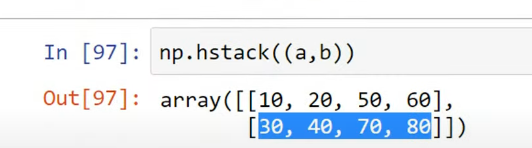 In [97]: np.hstack((a,b))
Out[97]: array([[10, 20, 50, 60],
[30, 40, 70, 80]])